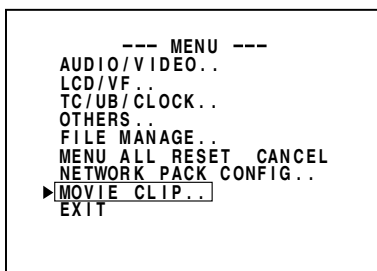 --- MENU ---
AUDIO/VIDEO..
LCD/VF..
TC/UB/CLOCK..
OTHERS..
FILE MANAGE..
MENU ALL RESET CANCEL
NETWORK PACK CONFIG..
MOVIE CLIP..
EXIT